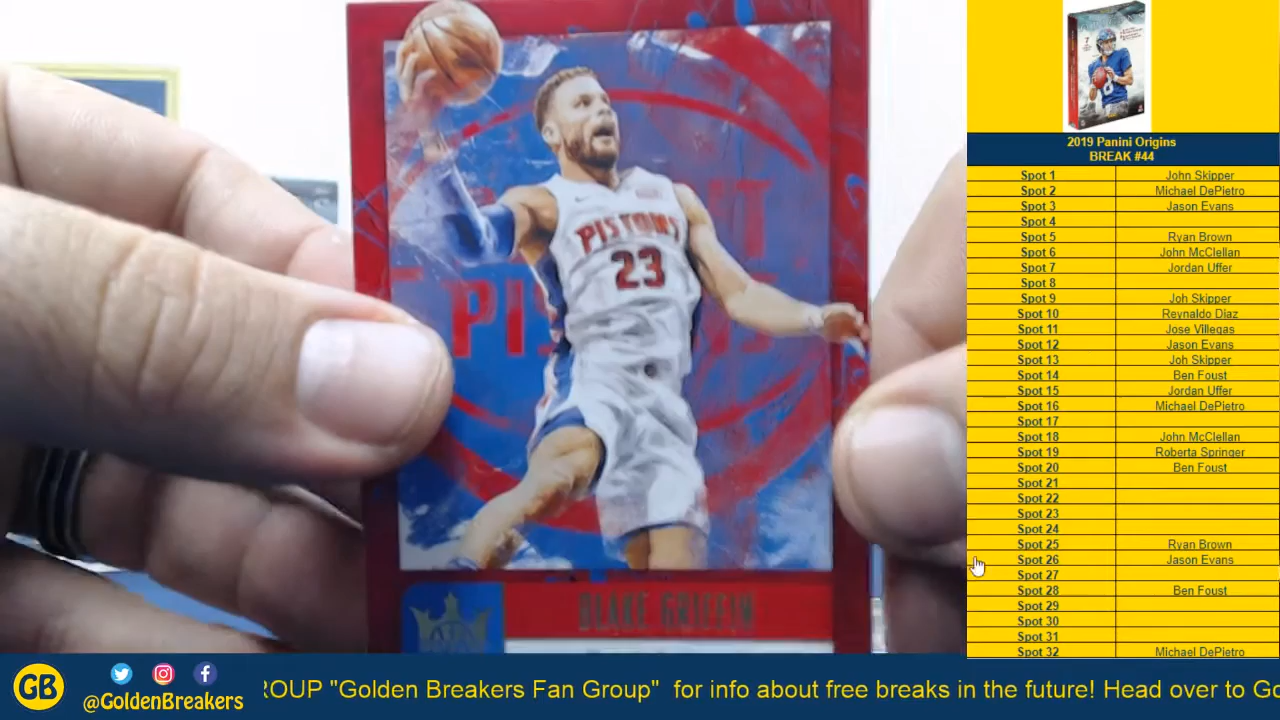 PISTONS
23
BLAKE GRIFFIN
2019 Panini Origins
BREAK #44
Spot 1 John Skipper
Spot 2 Michael DePietro
Spot 3 Jason Evans
Spot 4
Spot 5 Ryan Brown
Spot 6 John McClellan
Spot 7 Jordan Uffer
Spot 8
Spot 9 Joh Skipper
Spot 10 Reynaldo Diaz
Spot 11 Jose Villegas
Spot 12 Jason Evans
Spot 13 Joh Skipper
Spot 14 Ben Foust
Spot 15 Jordan Uffer
Spot 16 Michael DePietro
Spot 17
Spot 18 John McClellan
Spot 19 Roberta Springer
Spot 20 Ben Foust
Spot 21
Spot 22
Spot 23
Spot 24
Spot 25 Ryan Brown
Spot 26 Jason Evans
Spot 27
Spot 28 Ben Foust
Spot 29
Spot 30
Spot 31
Spot 32 Michael DePietro
GB
@GoldenBreakers
ROUP "Golden Breakers Fan Group" for info about free breaks in the future! Head over to Go